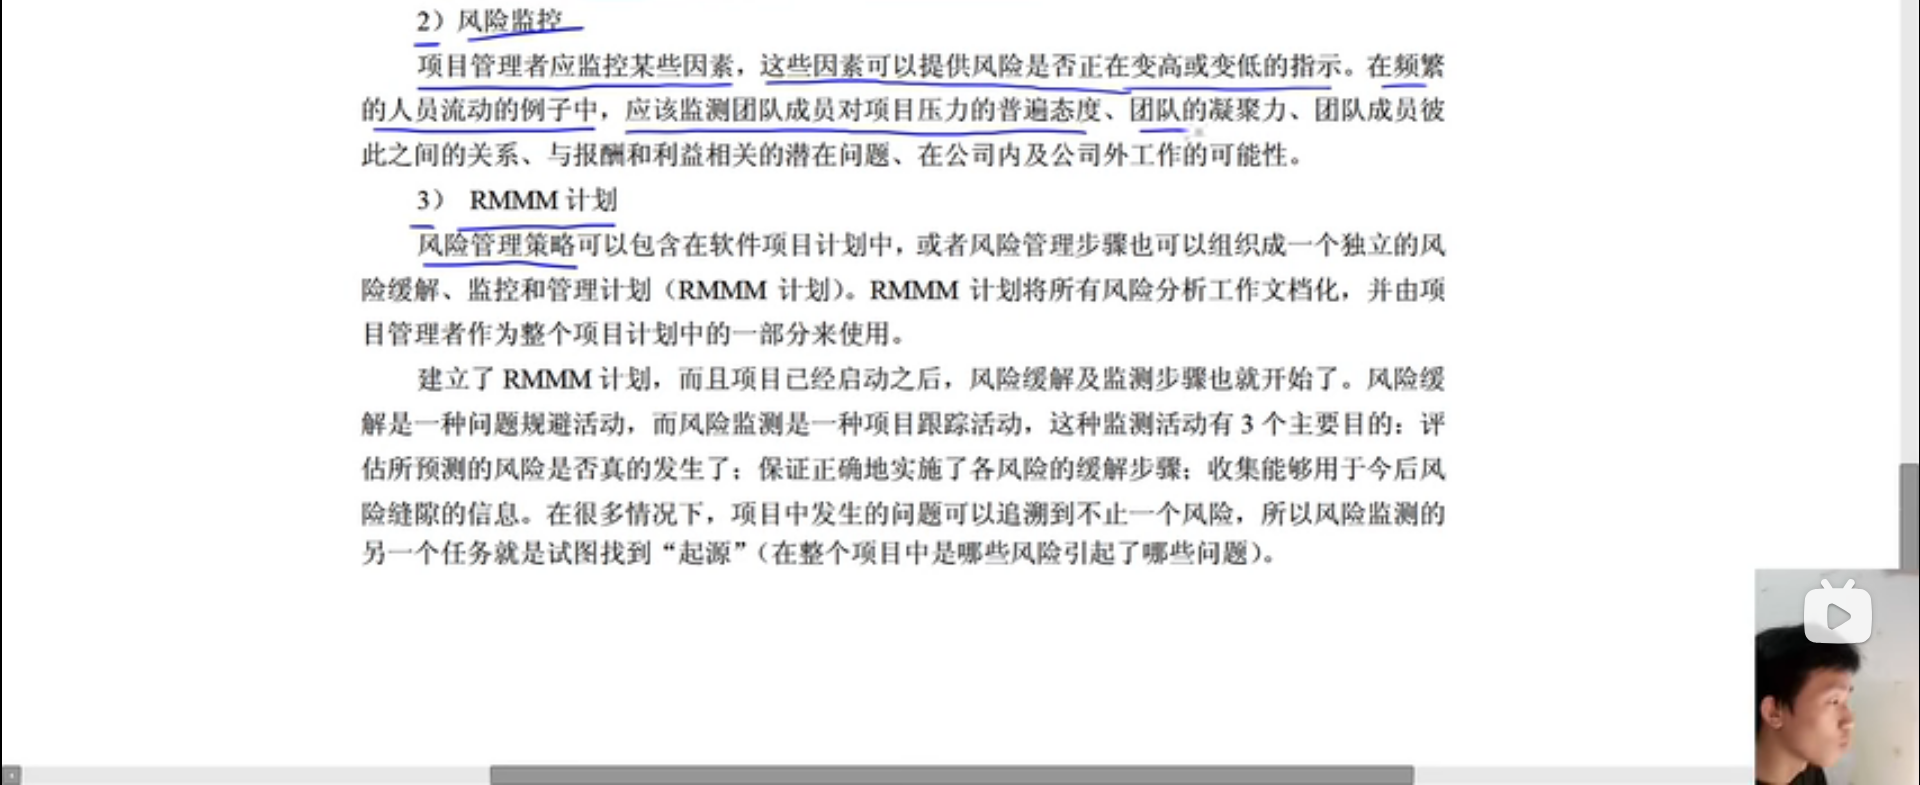 2）风险监控
项目管理者应监控某些因素，这些因素可以提供风险是否正在变高或变低的指示。在频繁
的人员流动的例子中，应该监测团队成员对项目压力的普遍态度、团队的凝聚力、团队成员彼
此之间的关系、与报酬和利益相关的潜在问题、在公司内及公司外工作的可能性。
3） RMMM 计划
风险管理策略可以包含在软件项目计划中，或者风险管理步骤也可以组织成一个独立的风
险缓解、监控和管理计划（RMMM 计划）。RMMM 计划将所有风险分析工作文档化，并由项
目管理者作为整个项目计划中的一部分来使用。
建立了 RMMM 计划，而且项目已经启动之后，风险缓解及监测步骤也就开始了。风险缓
解是一种问题规避活动，而风险监测是一种项目跟踪活动，这种监测活动有 3 个主要目的：评
估所预测的风险是否真的发生了；保证正确地实施了各风险的缓解步骤；收集能够用于今后风
险缝隙的信息。在很多情况下，项目中发生的问题可以追溯到不止一个风险，所以风险监测的
另一个任务就是试图找到“起源”（在整个项目中是哪些风险引起了哪些问题）。